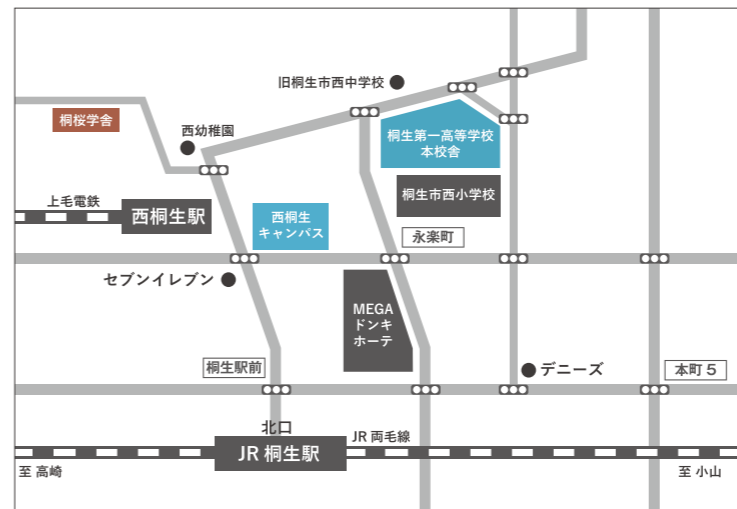 旧桐生市西中学校
桐桜学舎
西幼稚園
桐生第一高等学校
本校舎
桐生市西小学校
上毛電鉄
西桐生駅
西桐生
キャンパス
永楽町
セブンイレブン
MEGA
ドンキ
ホーテ
桐生駅前
デニーズ
本町5
北口
JR 両毛線
JR 桐生駅
至 高崎
至 小山